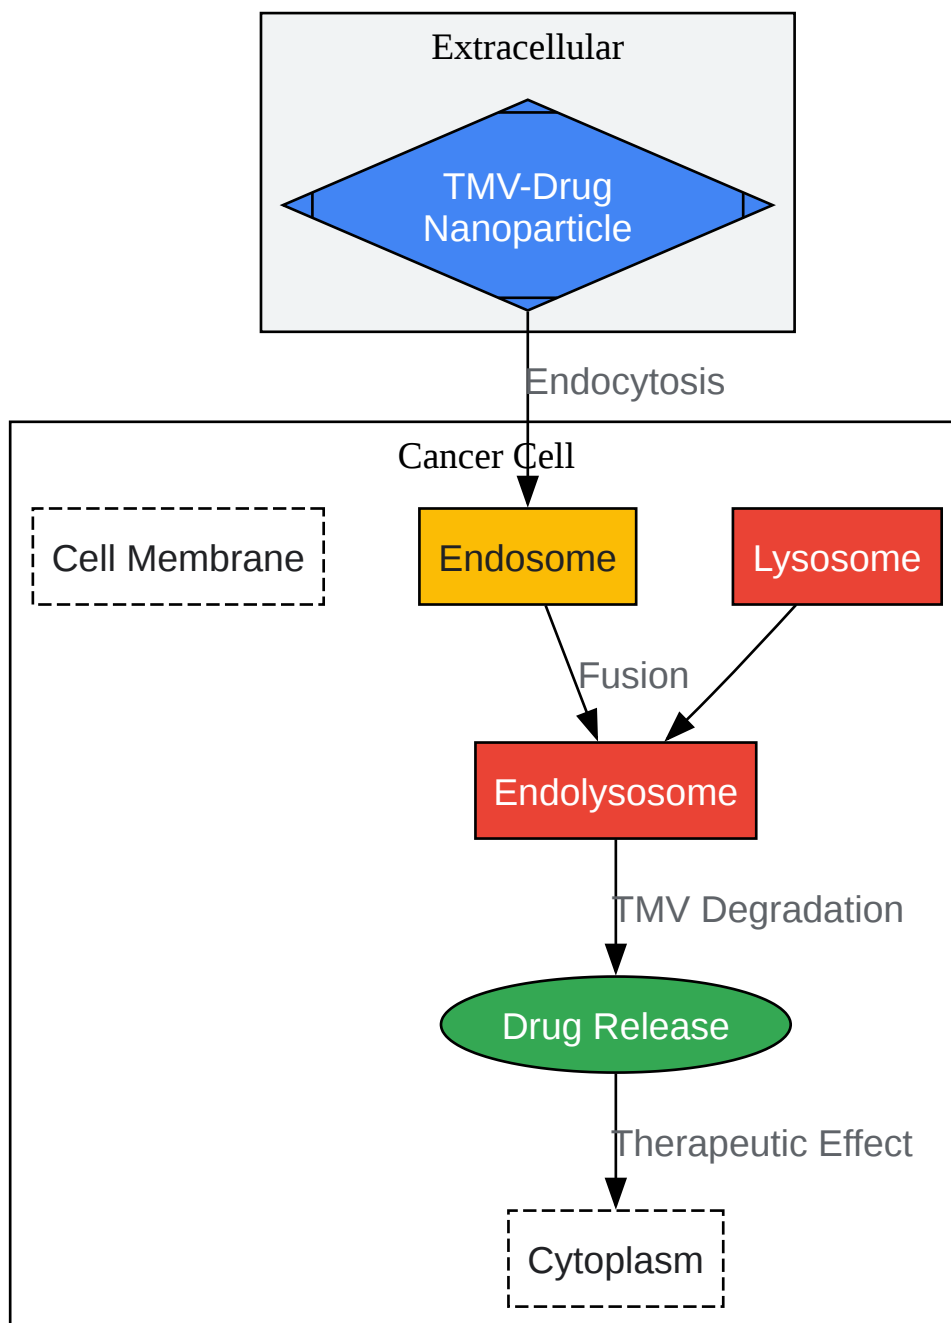 Extracellular
TMV-Drug
Nanoparticle
Endocytosis
Cancer Cell
Cell Membrane
Endosome
Lysosome
Fusion
Endolysosome
TMV Degradation
Drug Release
Therapeutic Effect
Cytoplasm